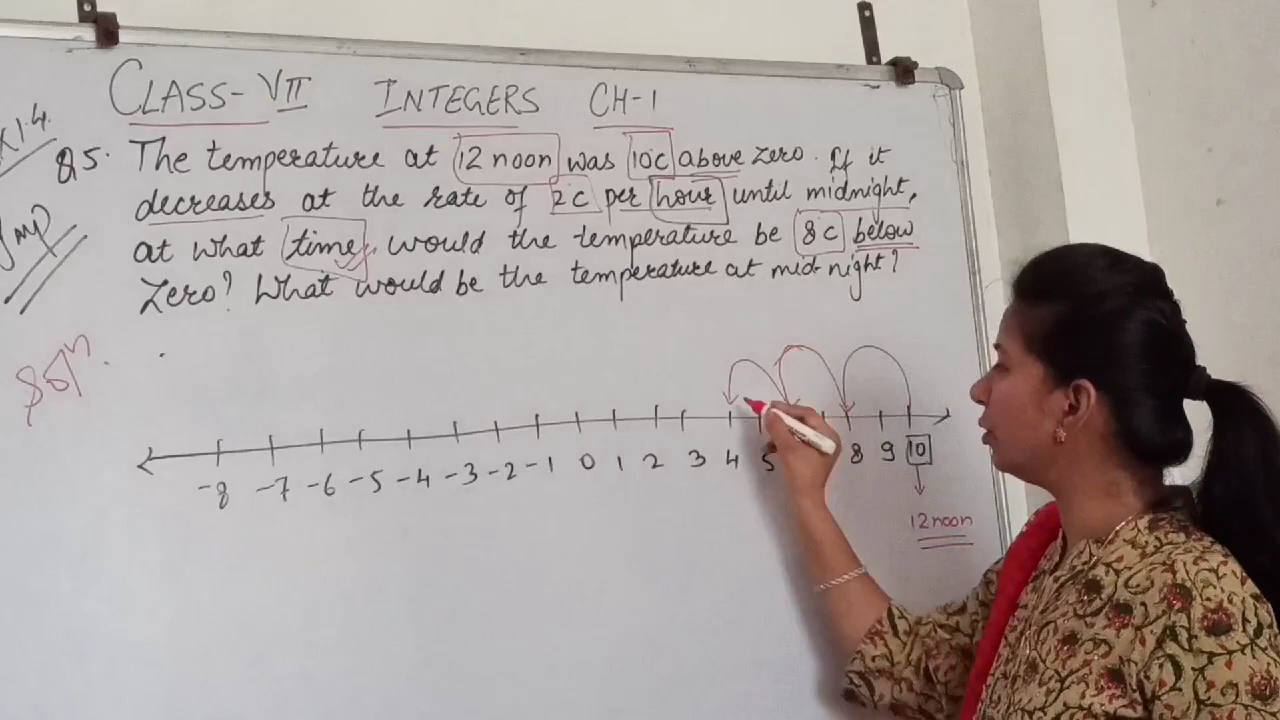 CLASS-VII INTEGERS CH-1
Q5. The temperature at 12 noon was 10c above zero. If it
decreases at the rate of 2c per hour until midnight,
at what time, would the temperature be 8c below
zero? What would be the temperature at mid-night?
Imp
Solⁿ.
-8 -7 -6 -5 -4 -3 -2 -1 0 1 2 3 4 5 8 9 10
12 noon